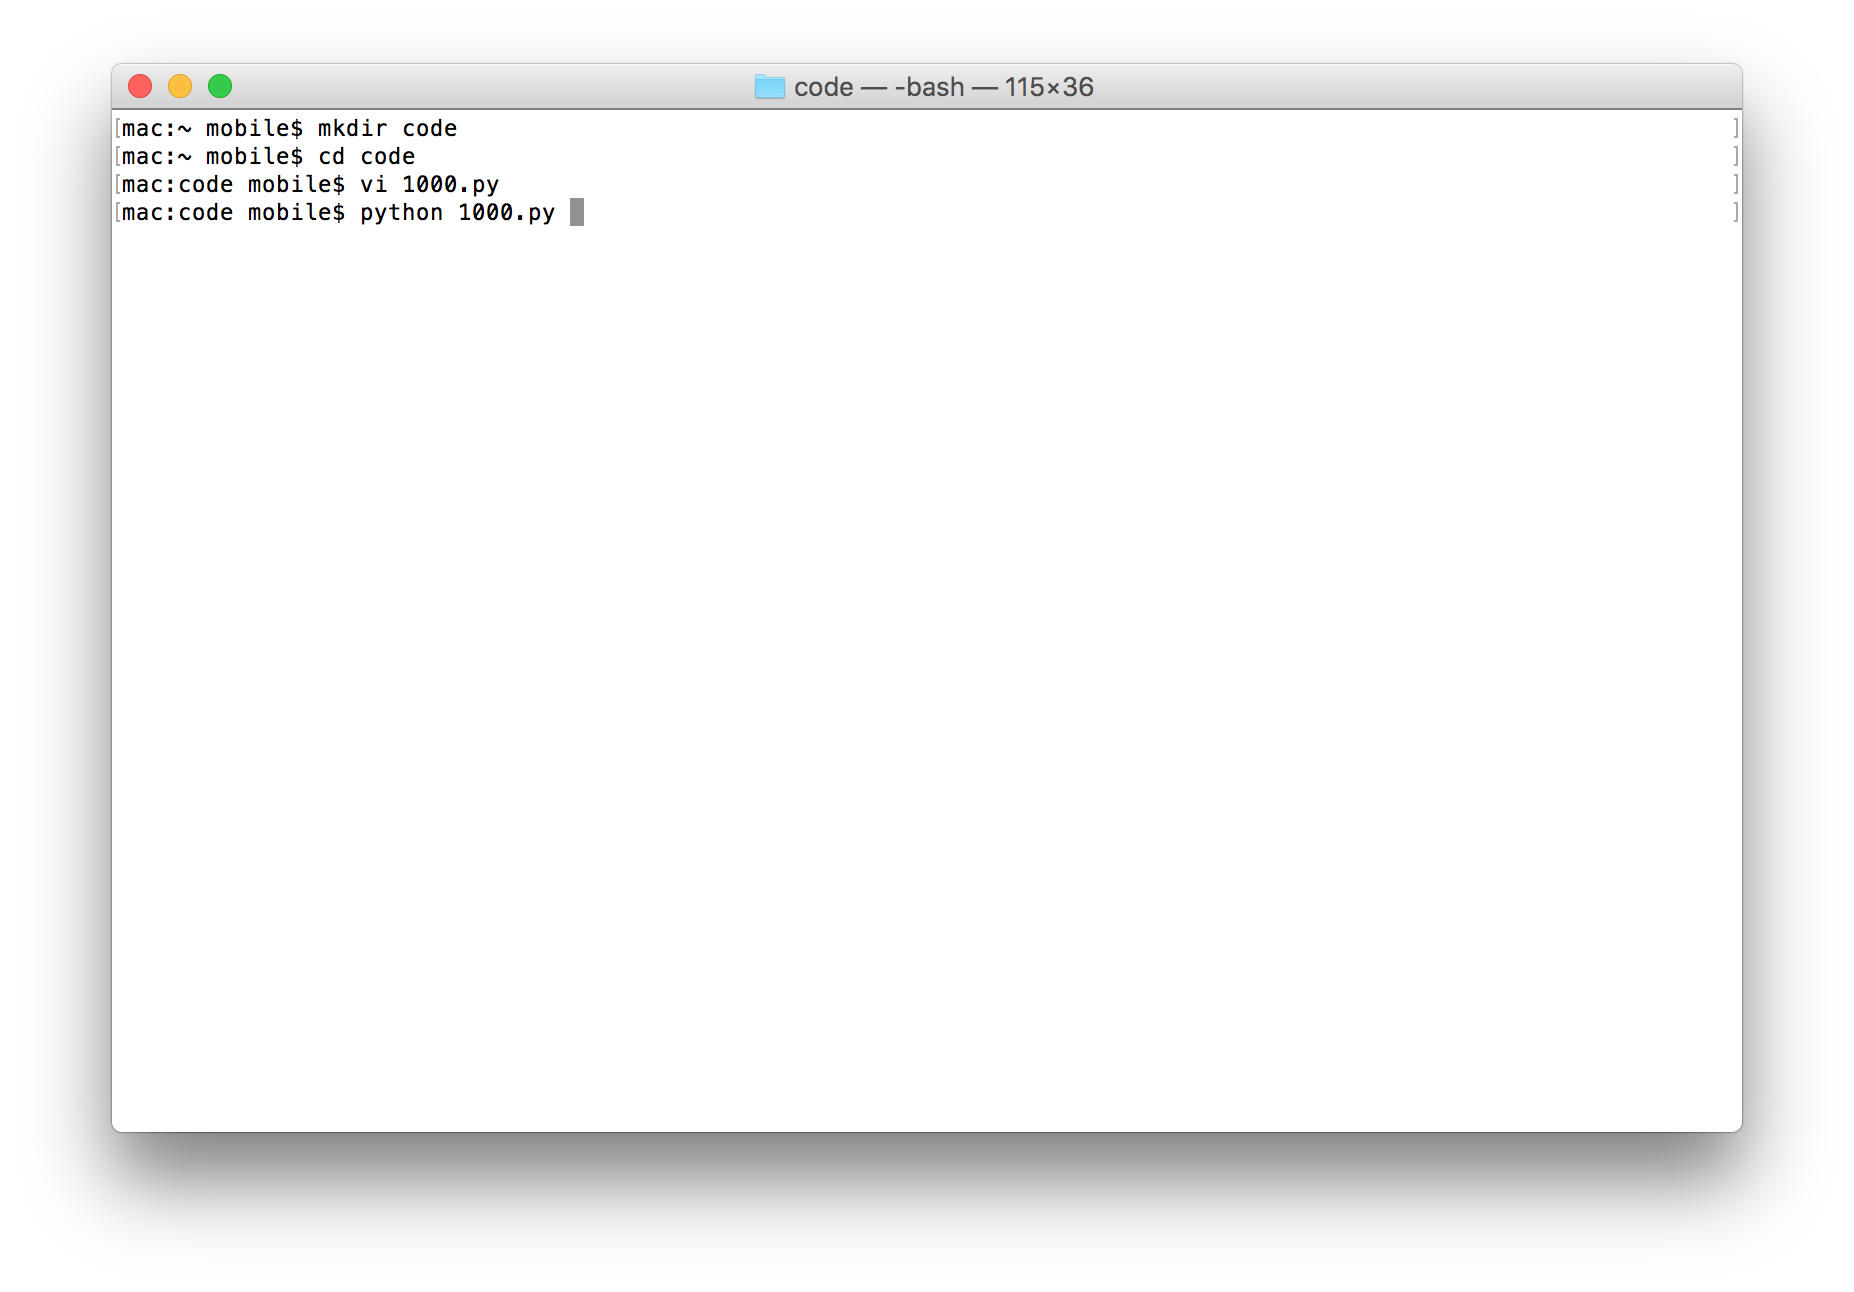 code — -bash — 115×36
[mac:~ mobile$ mkdir code ]
[mac:~ mobile$ cd code ]
[mac:code mobile$ vi 1000.py ]
[mac:code mobile$ python 1000.py ]